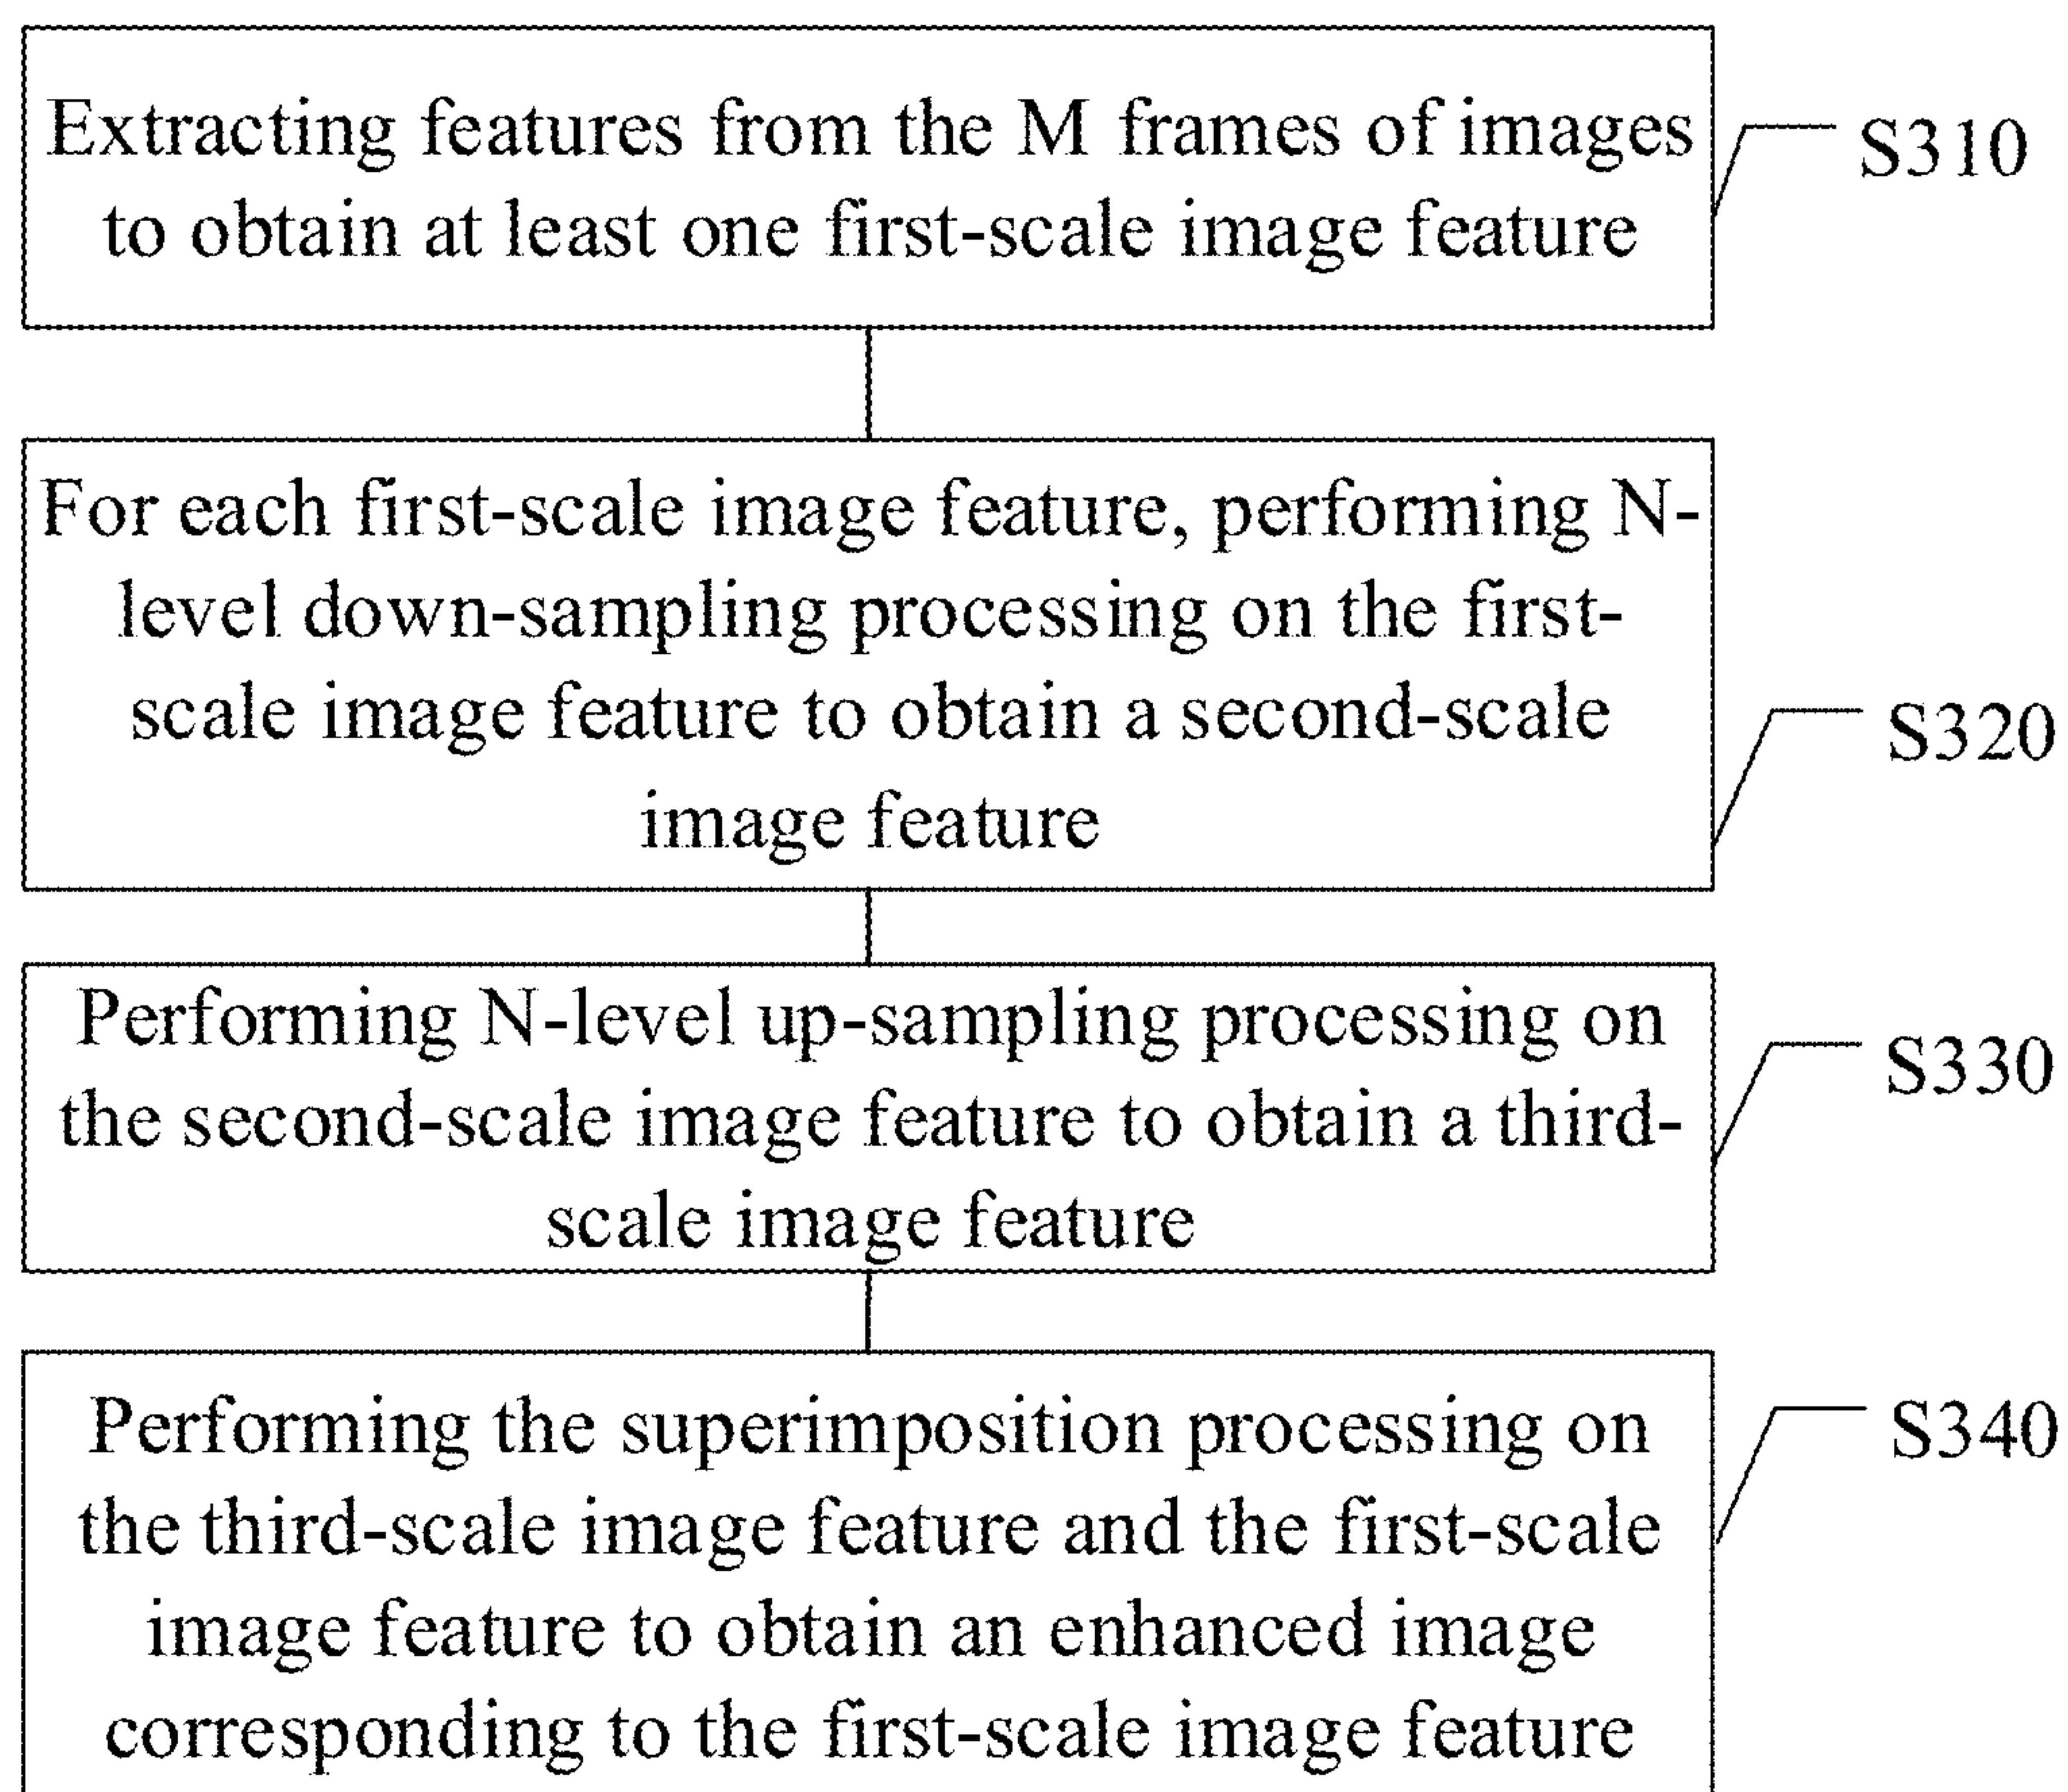 Extracting features from the M frames of images
to obtain at least one first-scale image feature
S310
For each first-scale image feature, performing N-
level down-sampling processing on the first-
scale image feature to obtain a second-scale
image feature
S320
Performing N-level up-sampling processing on
the second-scale image feature to obtain a third-
scale image feature
S330
Performing the superimposition processing on
the third-scale image feature and the first-scale
image feature to obtain an enhanced image
corresponding to the first-scale image feature
S340